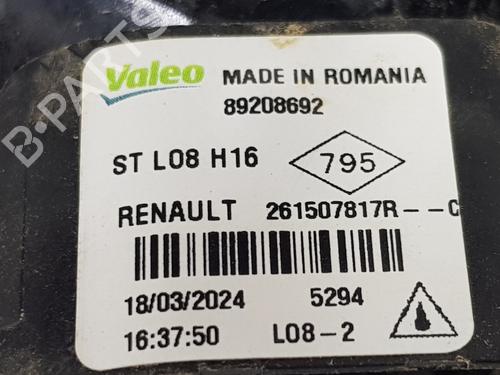 Valeo MADE IN ROMANIA
89208692
ST L08 H16 795
RENAULT 261507817R--C
18/03/2024 5294
16:37:50 L08-2
B-PARTS